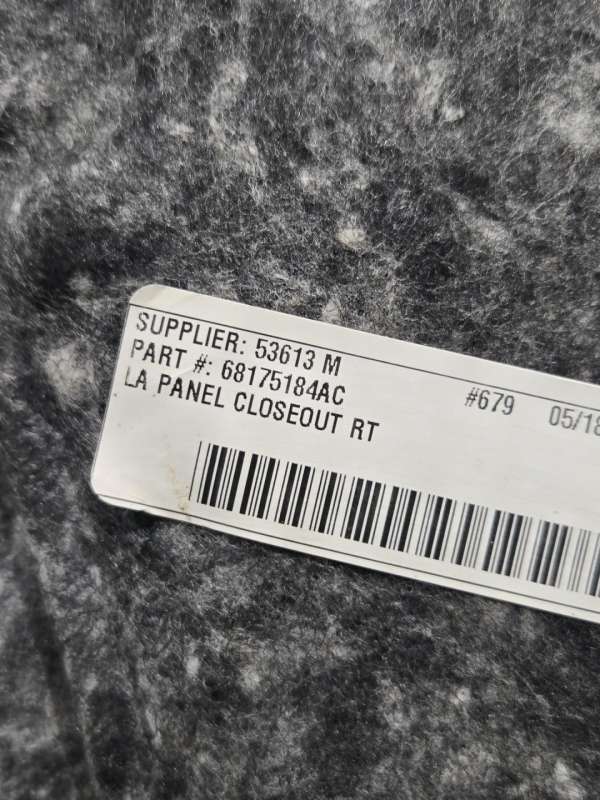 SUPPLIER: 53613 M
PART #: 68175184AC #679 05/18
LA PANEL CLOSEOUT RT